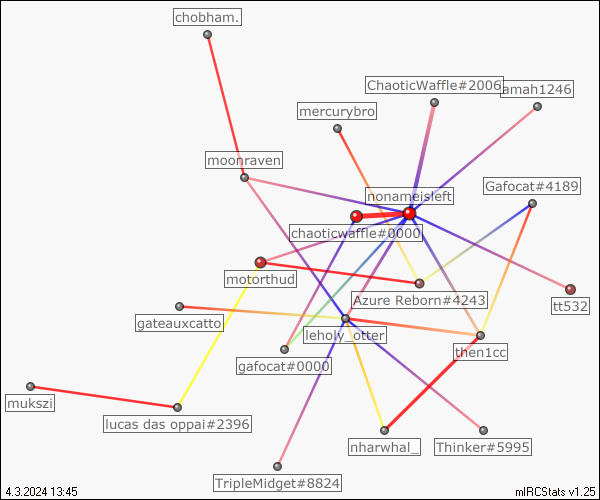 chobham.
ChaoticWaffle#2006
amah1246
mercurybro
moonraven
nonameisleft
Gafocat#4189
chaoticwaffle#0000
motorthud
Azure Reborn#4243
tt532
gateauxcatto
leholy_otter
then1cc
gafocat#0000
mukszi
lucas das oppai#2396
nharwhal_
Thinker#5995
TripleMidget#8824
4.3.2024 13:45
mIRCStats v1.25